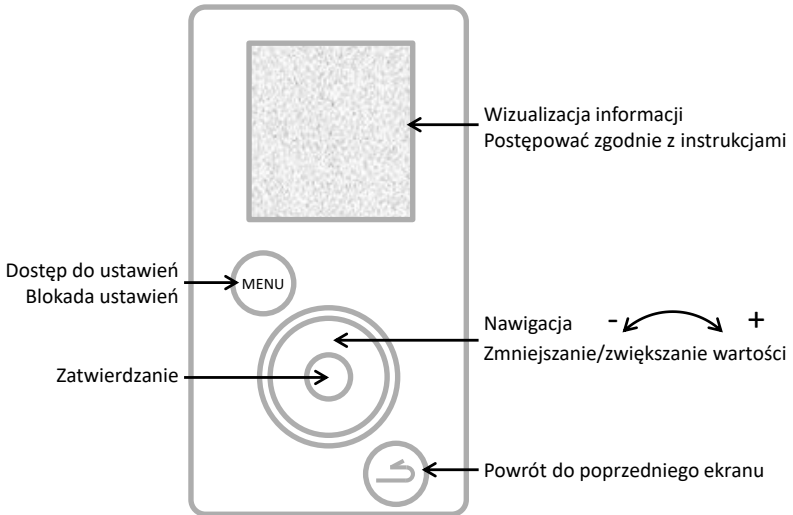 Wizualizacja informacji
Postępować zgodnie z instrukcjami
Dostęp do ustawień
Blokada ustawień
MENU
Nawigacja - +
Zmniejszanie/zwiększanie wartości
Zatwierdzanie
Powrót do poprzedniego ekranu